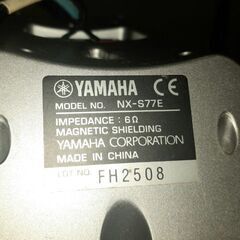 YAMAHA CE
MODEL NO. NX-S77E
IMPEDANCE : 6Ω
MAGNETIC SHIELDING
YAMAHA CORPORATION
MADE IN CHINA
LOT NO. FH2508